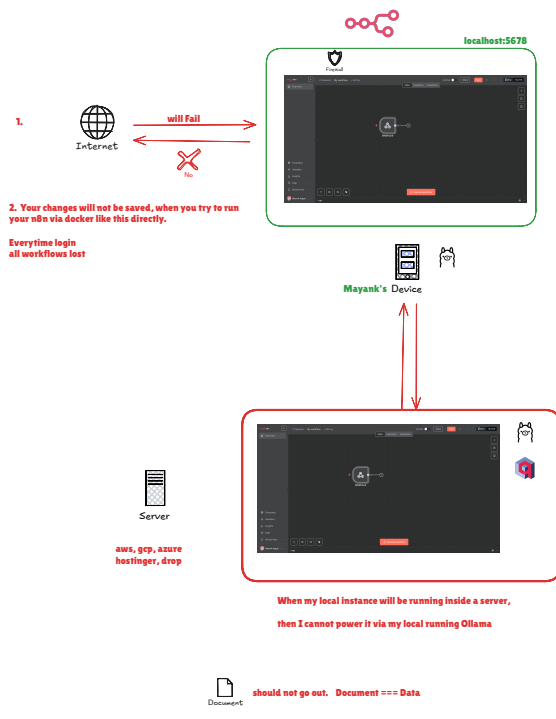 localhost:5678
Firewall
1.
will Fail
Internet
No
2. Your changes will not be saved, when you try to run
your n8n via docker like this directly.
Everytime login
all workflows lost
Mayank's Device
Server
aws, gcp, azure
hostinger, drop
When my local instance will be running inside a server,
then I cannot power it via my local running Ollama
Document
should not go out. Document === Data